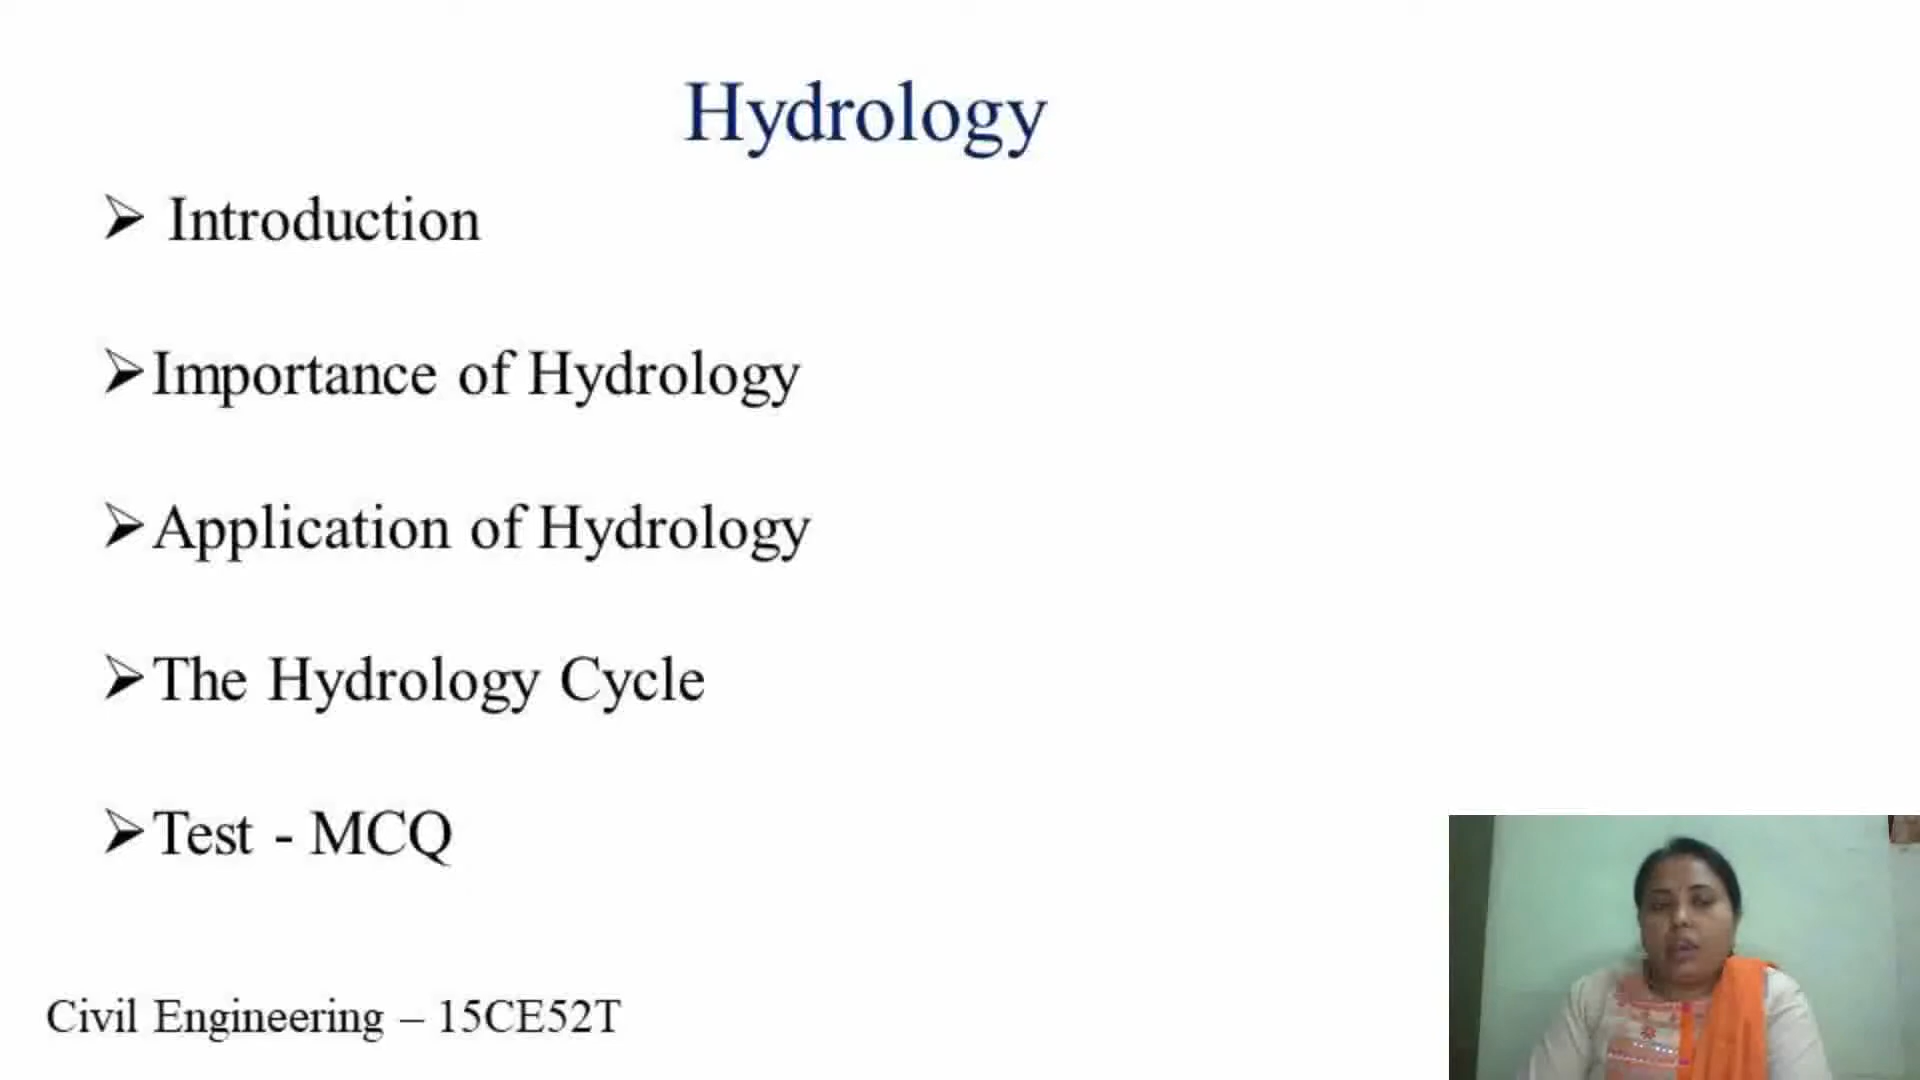 Hydrology
➢ Introduction
➢Importance of Hydrology
➢Application of Hydrology
➢The Hydrology Cycle
➢Test - MCQ
Civil Engineering – 15CE52T